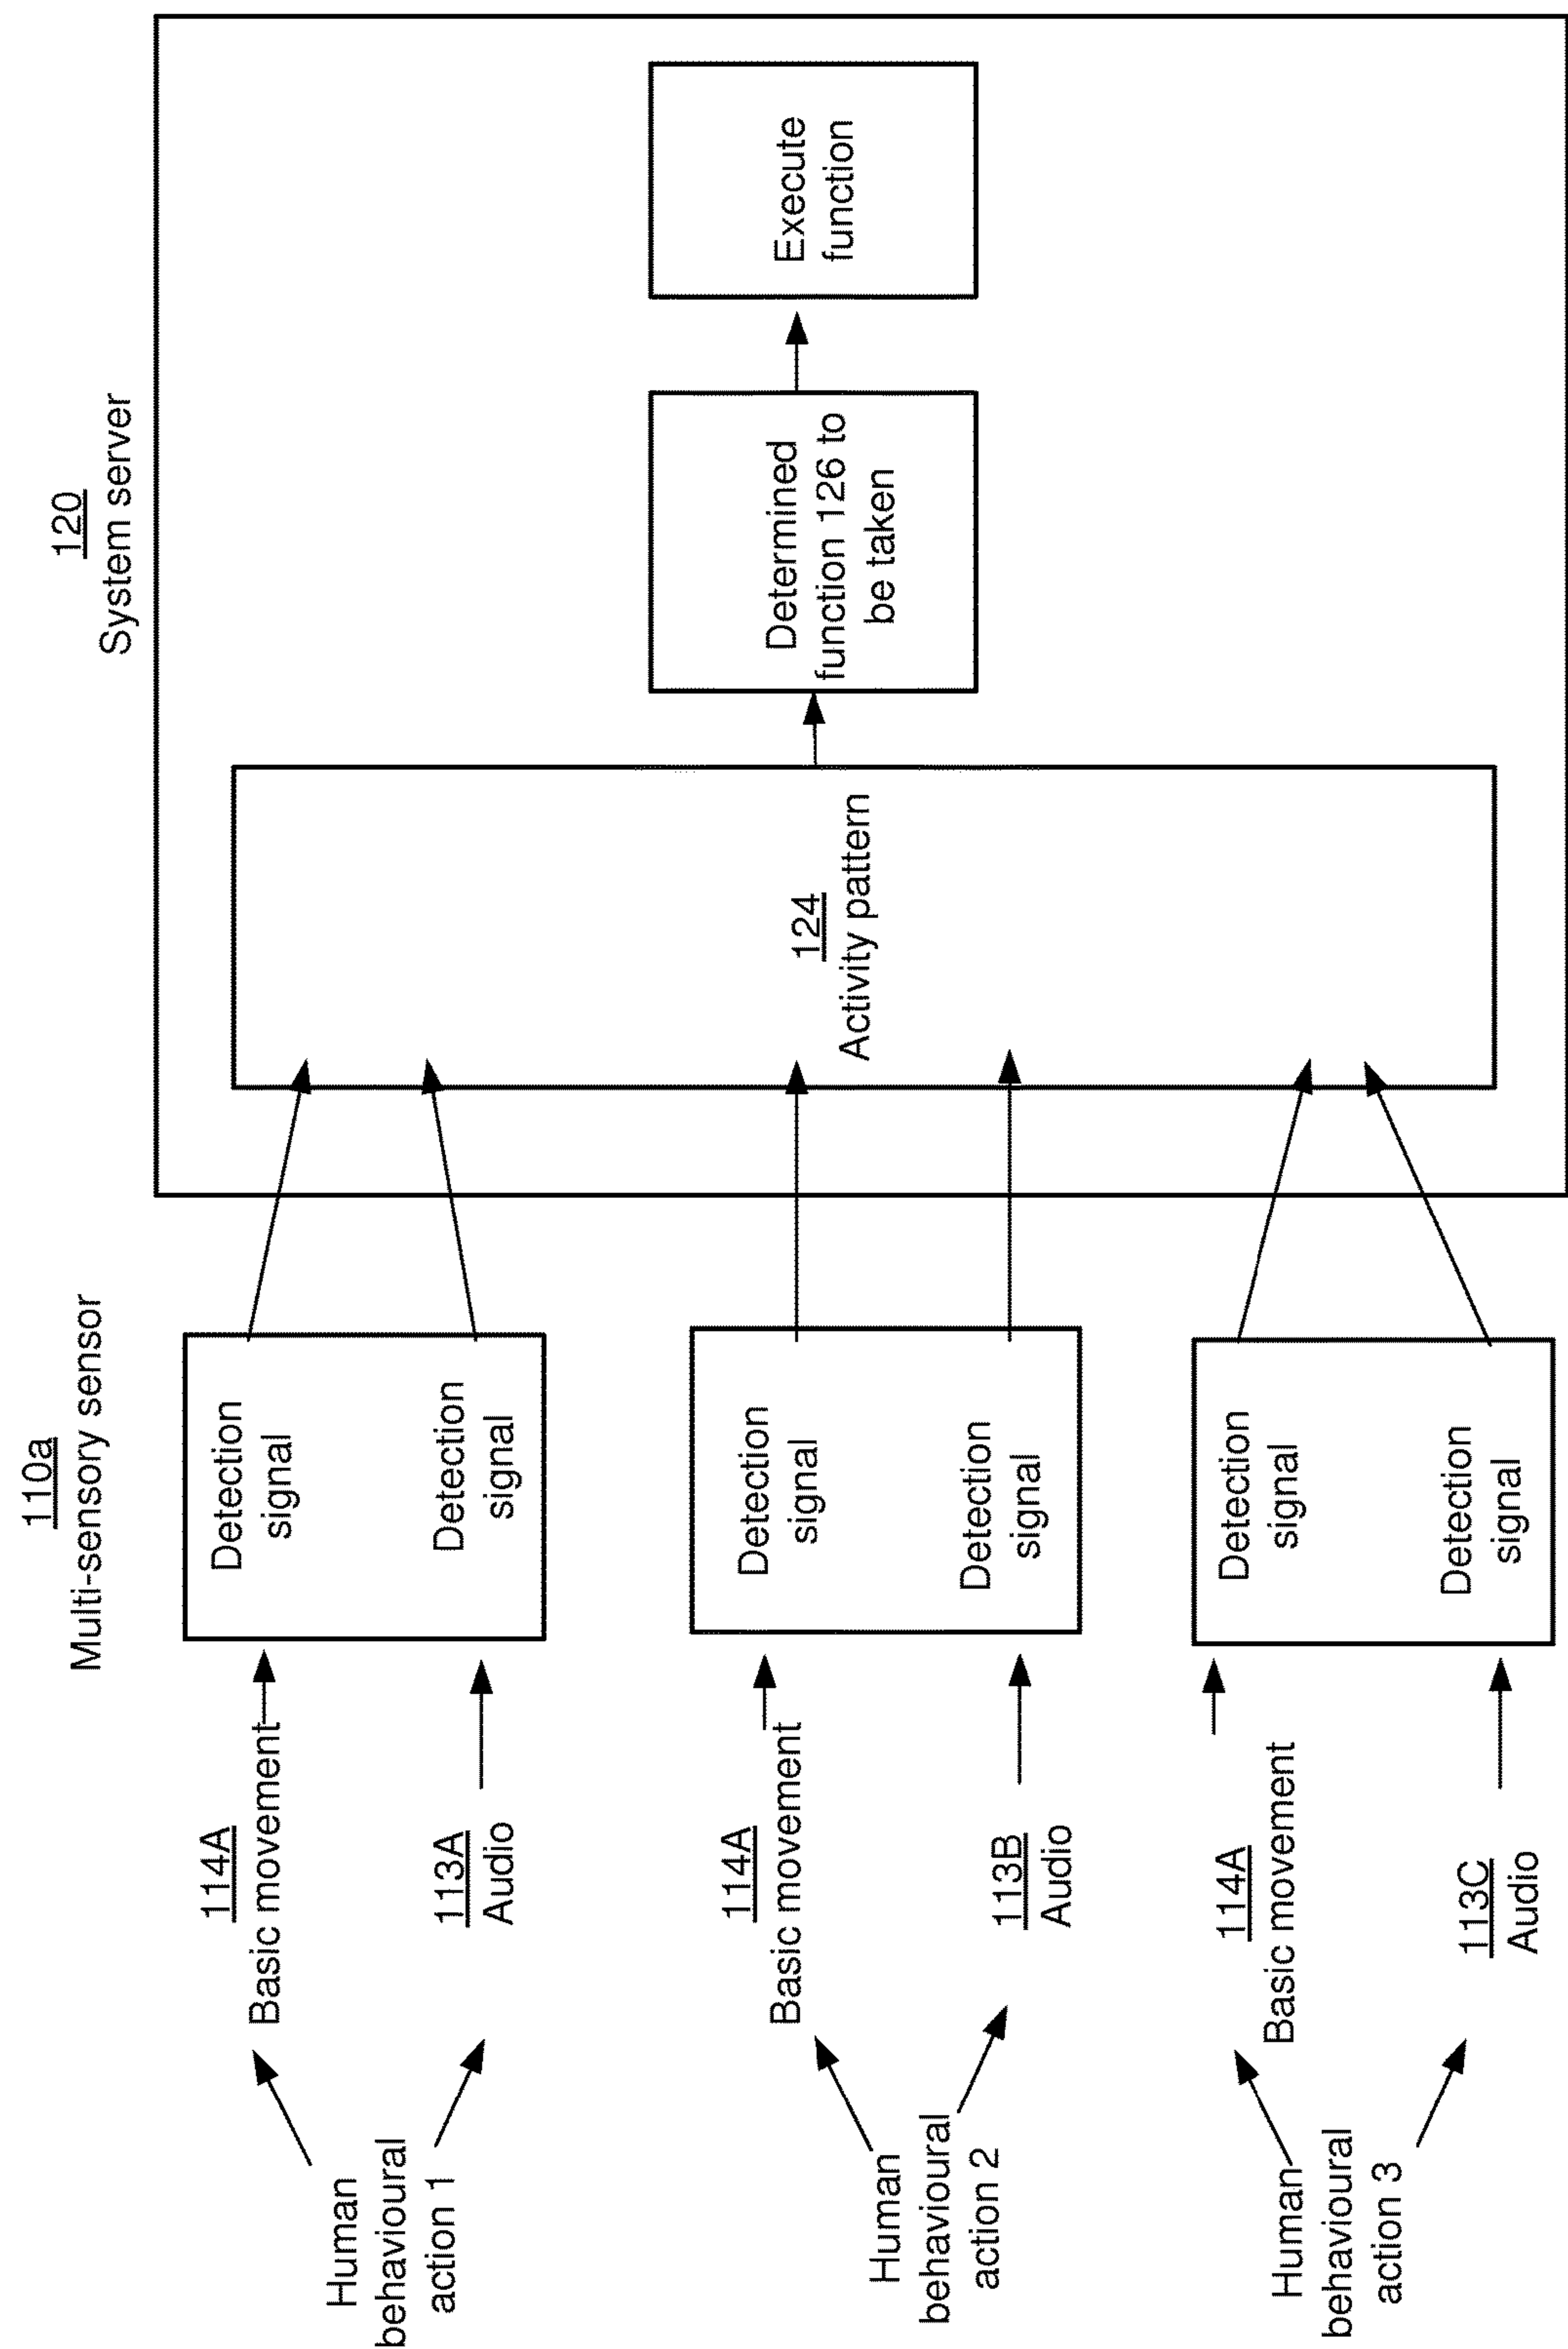 110a
Multi-sensory sensor
120
System server
Human
behavioural
action 1
114A
Basic movement
113A
Audio
Detection
signal
Detection
signal
Human
behavioural
action 2
114A
Basic movement
113B
Audio
Detection
signal
Detection
signal
Human
behavioural
action 3
114A
Basic movement
113C
Audio
Detection
signal
Detection
signal
124
Activity pattern
Determined
function 126 to
be taken
Execute
function